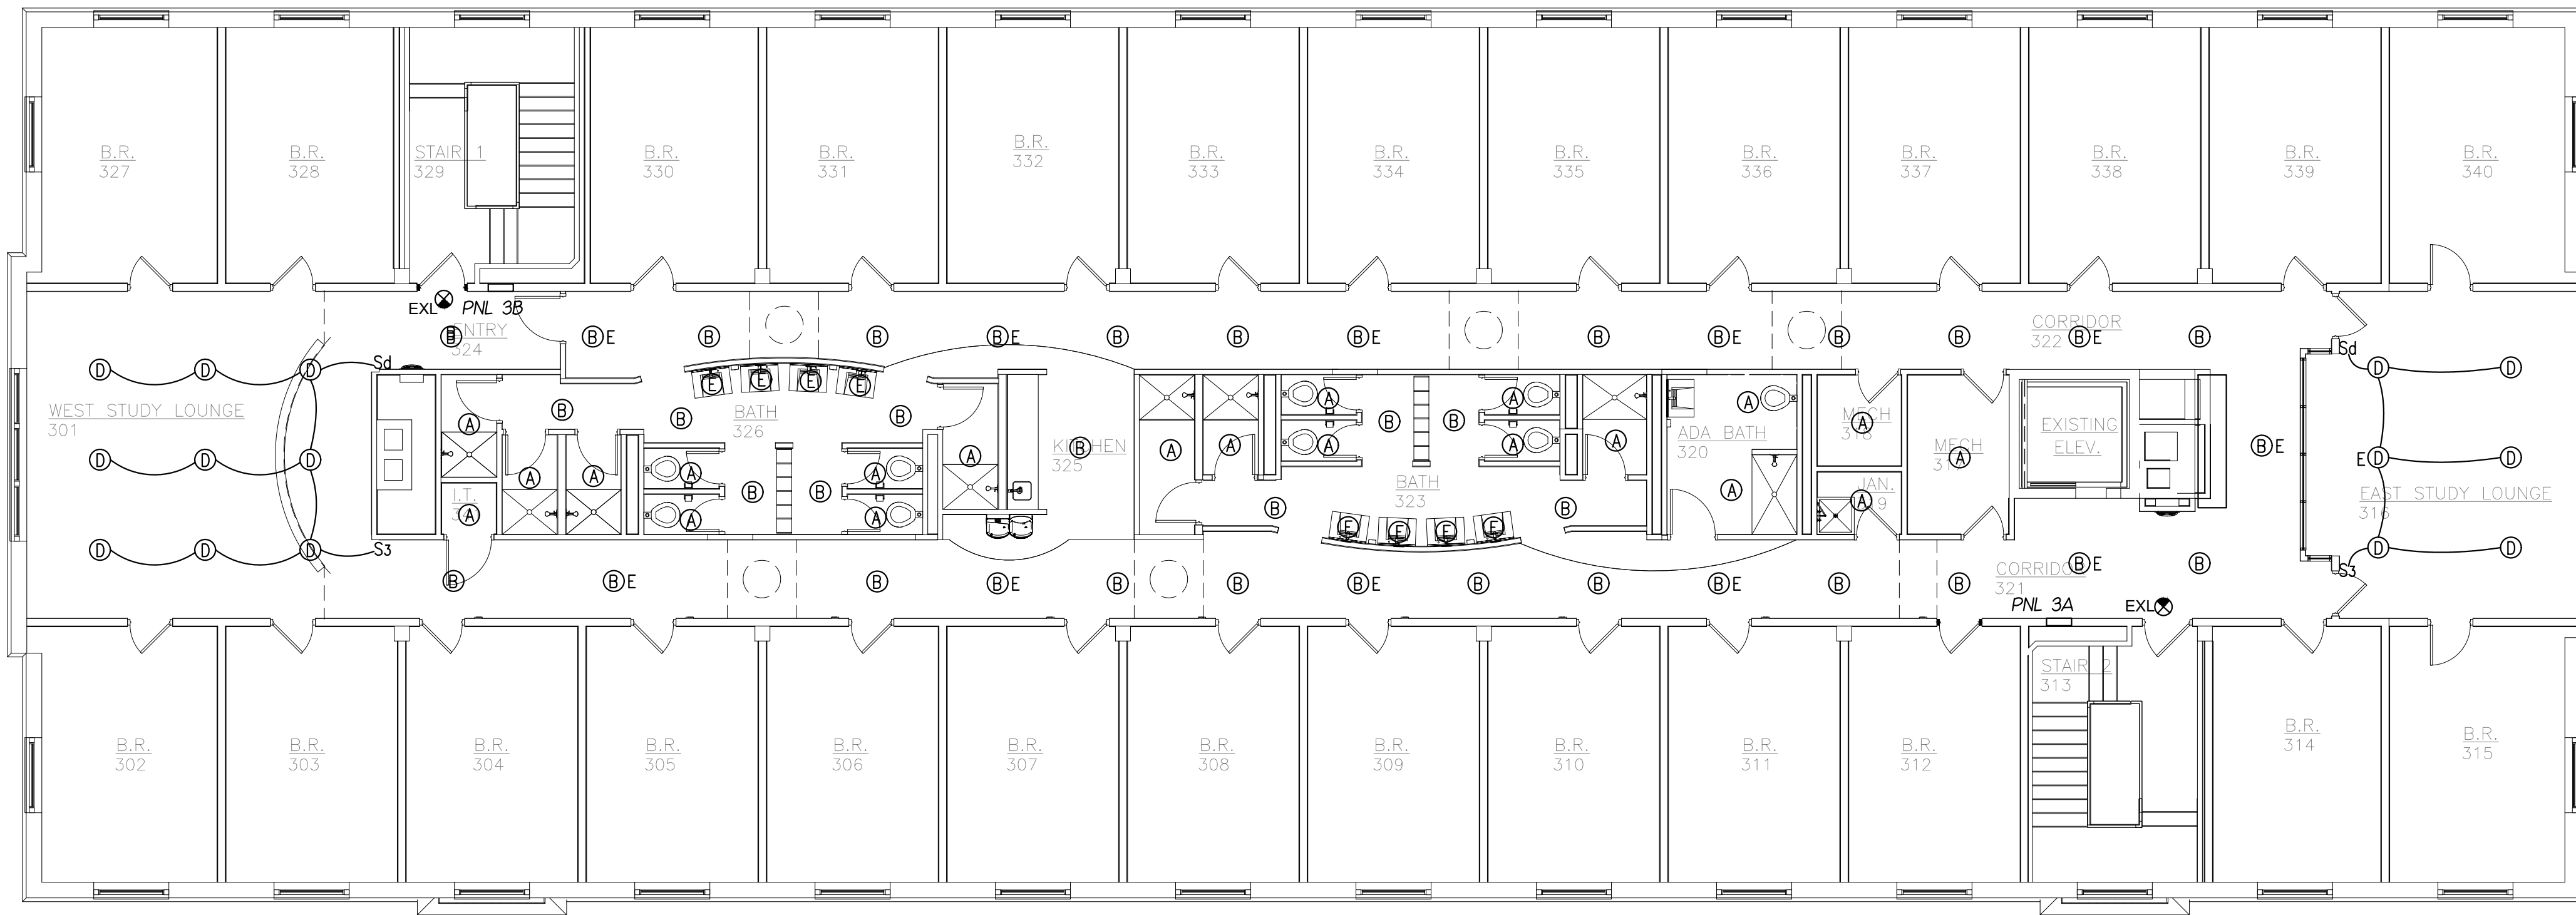 B.R.
327
B.R.
328
STAIR 1
329
B.R.
330
B.R.
331
B.R.
332
B.R.
333
B.R.
334
B.R.
335
B.R.
336
B.R.
337
B.R.
338
B.R.
339
B.R.
340
EXL
PNL 3B
B
ENTRY
324
B E
B
B
B E
B
B
B E
B
B E
B
B
CORRIDOR
322
B E
B
D
D
D
Sd
Sd
D
D
WEST STUDY LOUNGE
301
D
D
D
D
D
D
S3
A
B
B
E
E
E
E
BATH
326
B
A
A
I.T.
A
A
A
B
B
A
A
A
KITCHEN
325
B
A
A
A
A
B
B
A
A
A
B
BATH
323
B
E
E
E
E
ADA BATH
320
A
A
MECH
318
A
MECH
A
JAN.
A
EXISTING
ELEV.
B E
E D
D
EAST STUDY LOUNGE
316
D
D
S3
B
B E
B
B E
B
B
B E
B
B E
B
B
CORRIDOR
321
B E
B
PNL 3A
EXL
B.R.
302
B.R.
303
B.R.
304
B.R.
305
B.R.
306
B.R.
307
B.R.
308
B.R.
309
B.R.
310
B.R.
311
B.R.
312
STAIR 2
313
B.R.
314
B.R.
315